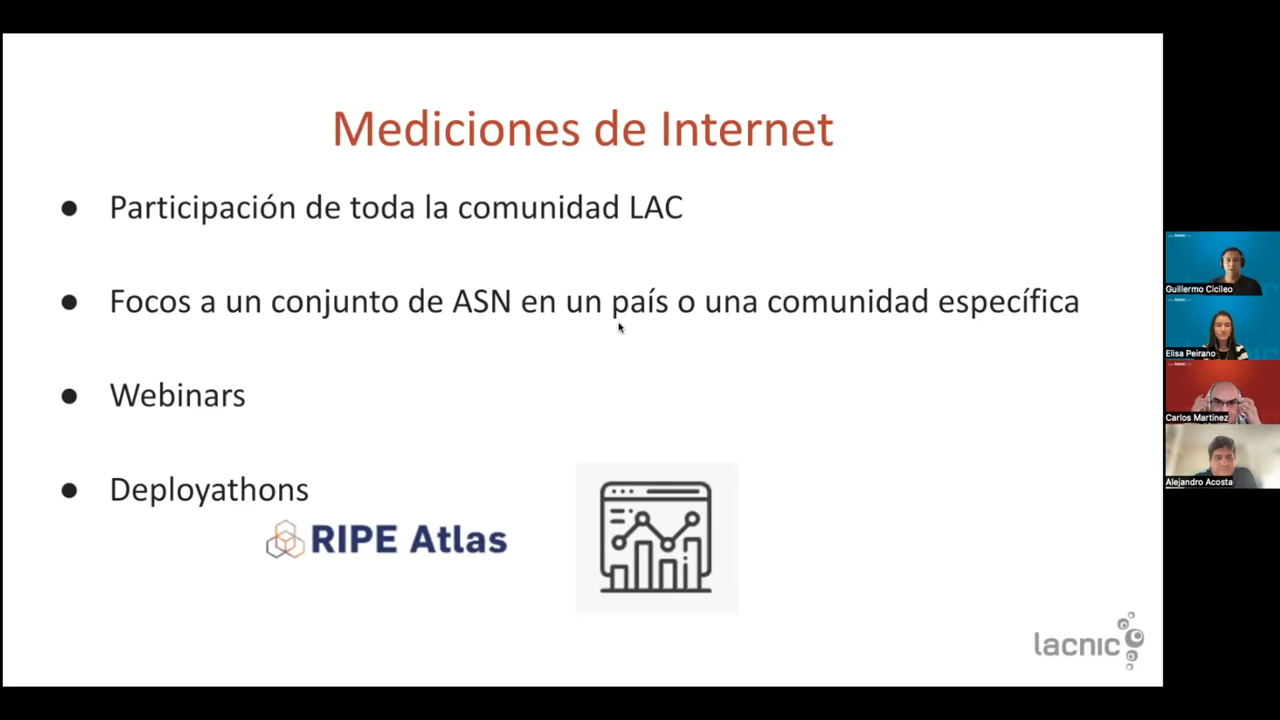 Mediciones de Internet
● Participación de toda la comunidad LAC
● Focos a un conjunto de ASN en un país o una comunidad específica
● Webinars
● Deployathons
RIPE Atlas
lacnic
Guillermo Cicileo
Elisa Peirano
Carlos Martinez
Alejandro Acosta